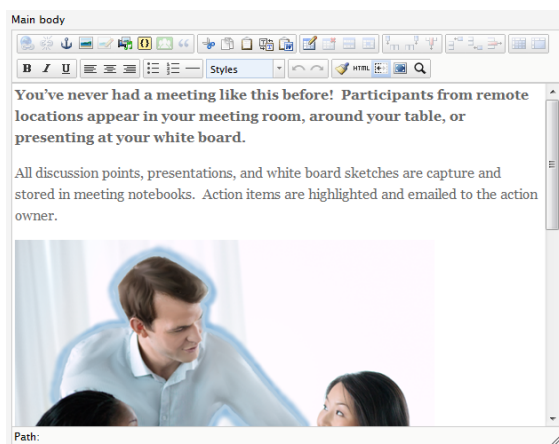 Main body
HTML
B I U Styles HTML
You've never had a meeting like this before!  Participants from remote
locations appear in your meeting room, around your table, or
presenting at your white board.
All discussion points, presentations, and white board sketches are capture and
stored in meeting notebooks.  Action items are highlighted and emailed to the action
owner.
Path: